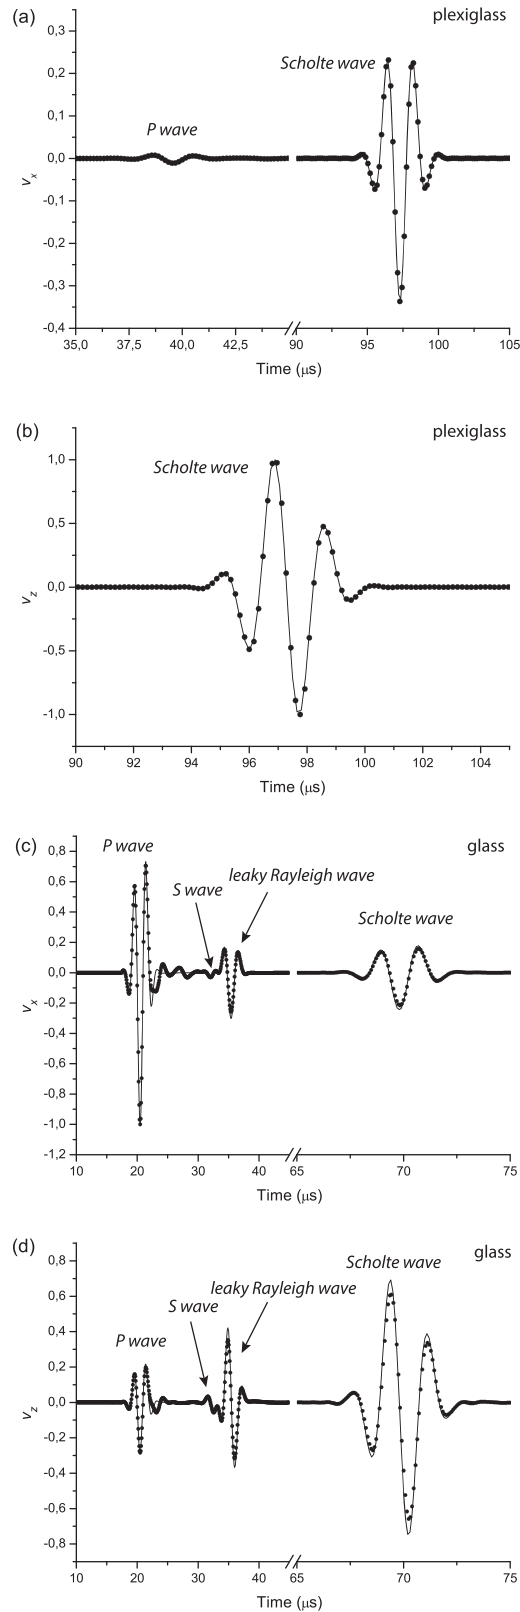 (a)
plexiglass
Scholte wave
P wave
0,3
0,2
0,1
0,0
-0,1
-0,2
-0,3
-0,4
vx
35,0 37,5 40,0 42,5 90 95 100 105
Time (μs)
(b)
plexiglass
Scholte wave
1,0
0,5
0,0
-0,5
-1,0
vz
90 92 94 96 98 100 102 104
Time (μs)
(c)
glass
P wave
leaky Rayleigh wave
S wave
Scholte wave
0,8
0,6
0,4
0,2
0,0
-0,2
-0,4
-0,6
-0,8
-1,0
-1,2
vx
10 20 30 40 65 70 75
Time (μs)
(d)
glass
Scholte wave
leaky Rayleigh wave
S wave
P wave
0,8
0,6
0,4
0,2
0,0
-0,2
-0,4
-0,6
-0,8
vz
10 20 30 40 65 70 75
Time (μs)